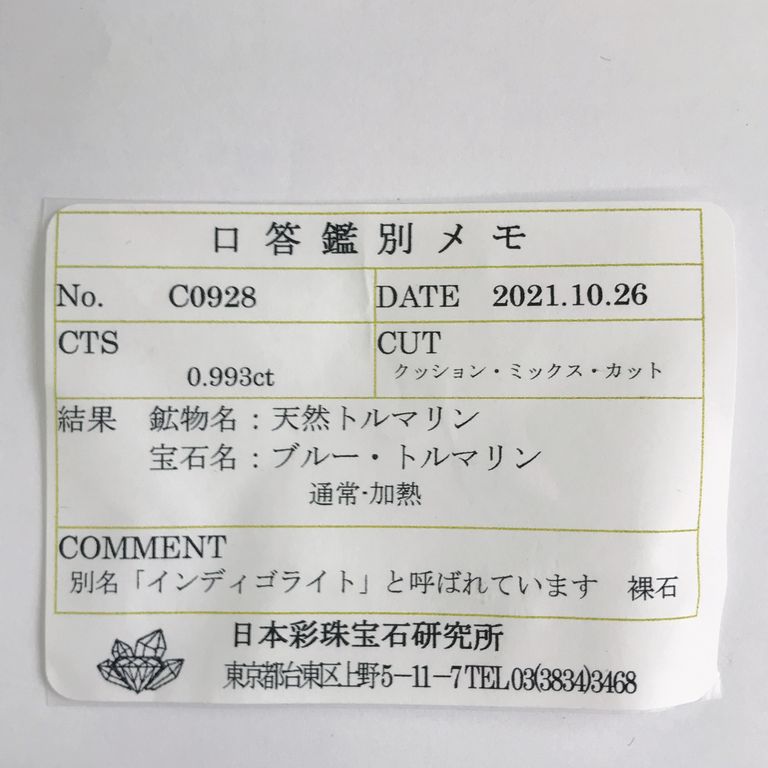 口答鑑別メモ
No. C0928 DATE 2021.10.26
CTS CUT
0.993ct クッション・ミックス・カット
結果 鉱物名：天然トルマリン
宝石名：ブルー・トルマリン
通常·加熱
COMMENT
別名「インディゴライト」と呼ばれています 裸石
日本彩珠宝石研究所
東京都台東区上野5-11-7 TEL 03(3834)3468